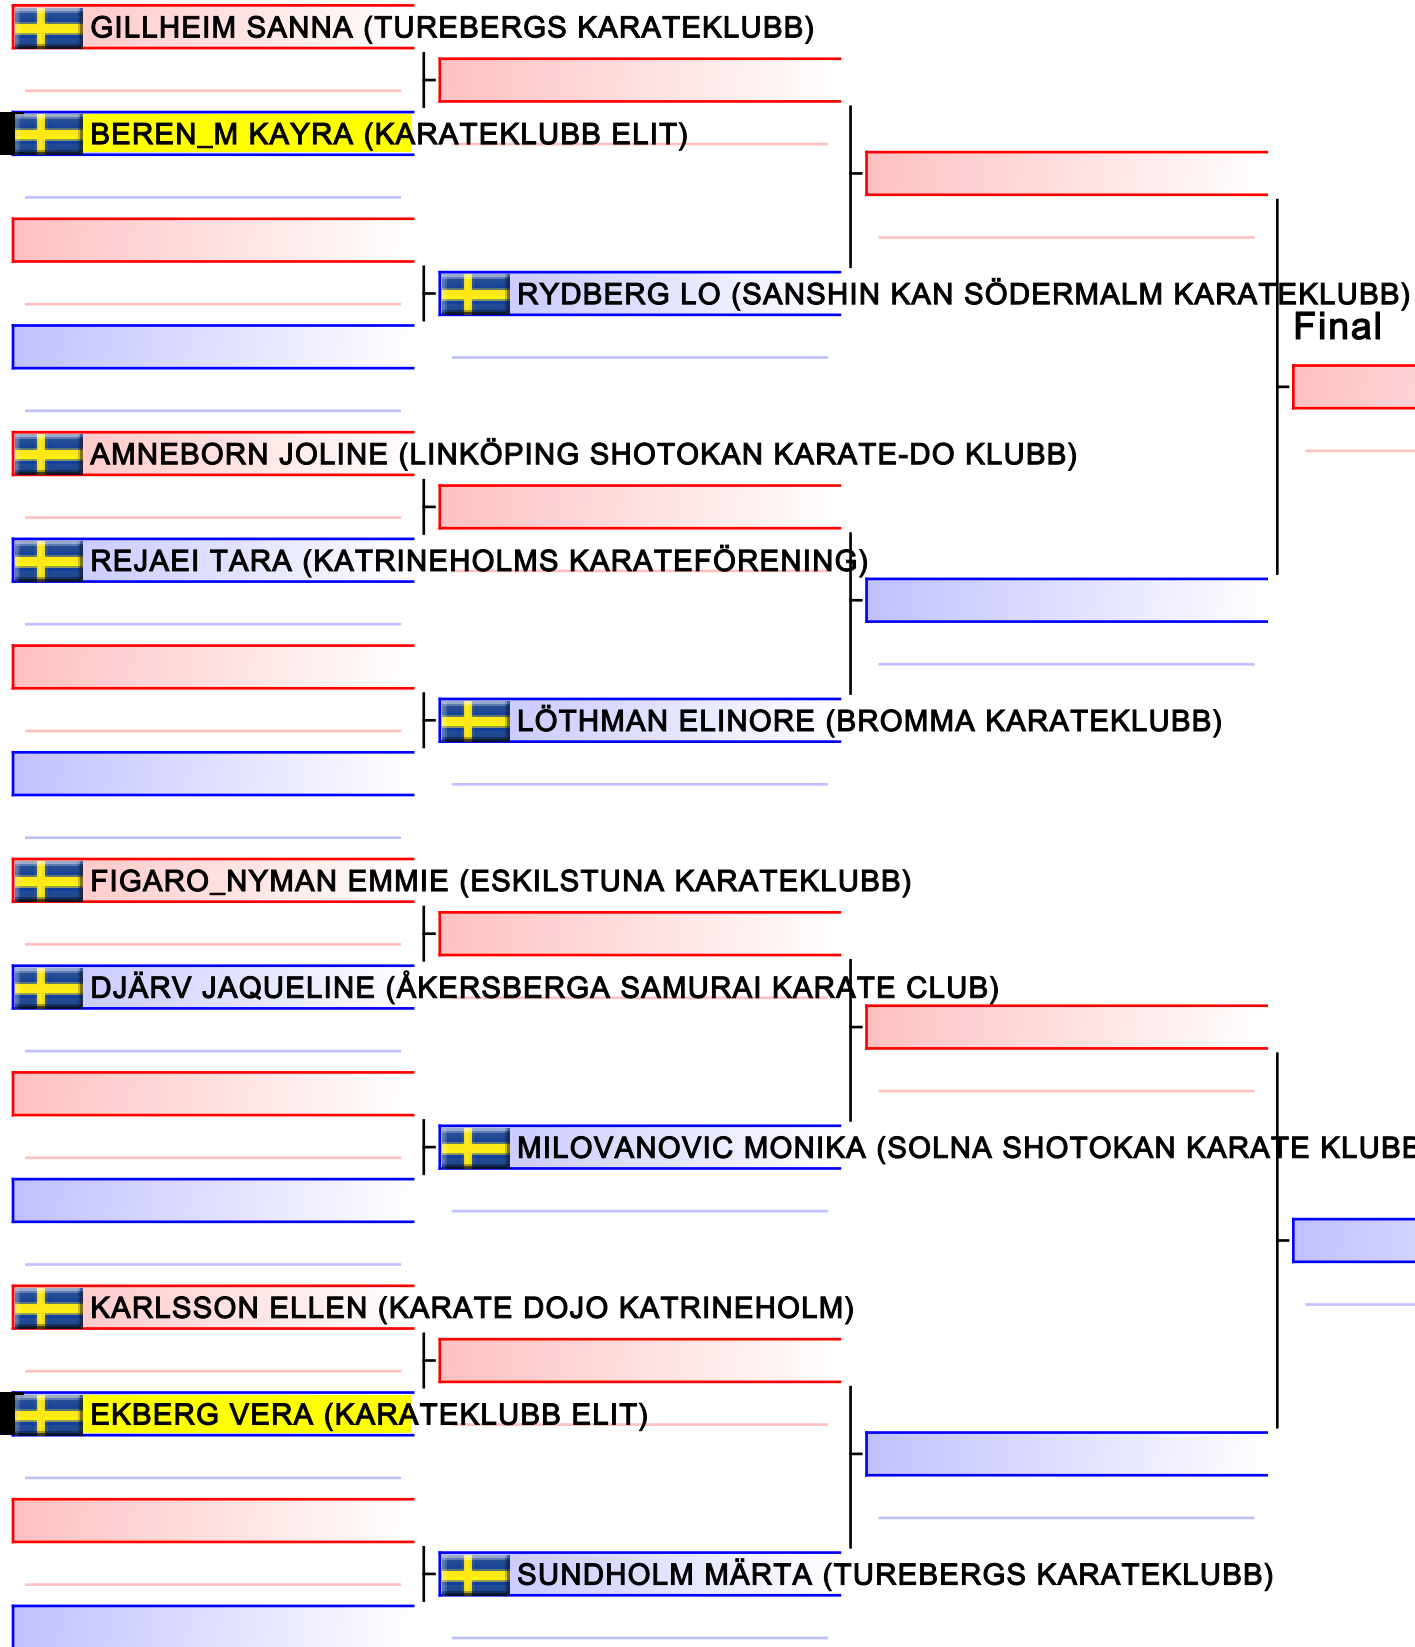 GILLHEIM SANNA (TUREBERGS KARATEKLUBB)
BEREN_M KAYRA (KARATEKLUBB ELIT)
RYDBERG LO (SANSHIN KAN SÖDERMALM KARATEKLUBB)
Final
AMNEBORN JOLINE (LINKÖPING SHOTOKAN KARATE-DO KLUBB)
REJAEI TARA (KATRINEHOLMS KARATEFÖRENING)
LÖTHMAN ELINORE (BROMMA KARATEKLUBB)
FIGARO_NYMAN EMMIE (ESKILSTUNA KARATEKLUBB)
DJÄRV JAQUELINE (ÅKERSBERGA SAMURAI KARATE CLUB)
MILOVANOVIC MONIKA (SOLNA SHOTOKAN KARATE KLUBB
KARLSSON ELLEN (KARATE DOJO KATRINEHOLM)
EKBERG VERA (KARATEKLUBB ELIT)
SUNDHOLM MÄRTA (TUREBERGS KARATEKLUBB)